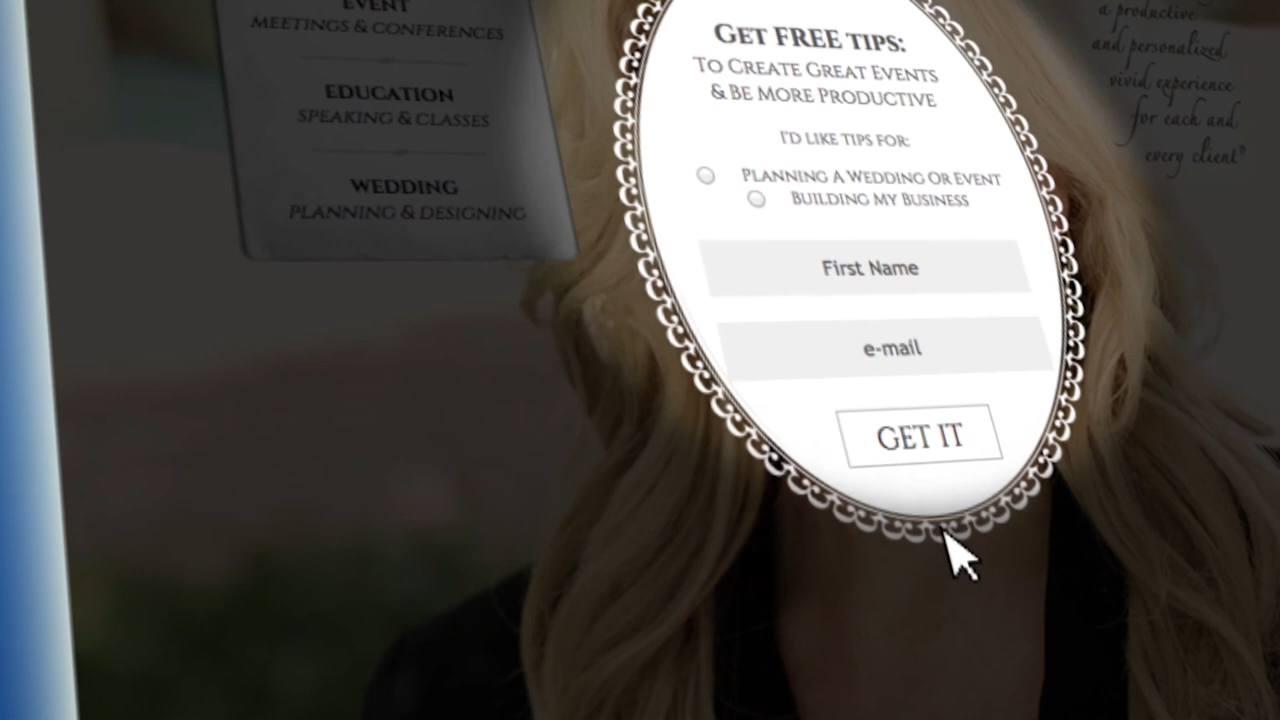 EVENT
MEETINGS & CONFERENCES
EDUCATION
SPEAKING & CLASSES
WEDDING
PLANNING & DESIGNING
GET FREE TIPS:
TO CREATE GREAT EVENTS
& BE MORE PRODUCTIVE
I'D LIKE TIPS FOR:
PLANNING A WEDDING OR EVENT
BUILDING MY BUSINESS
First Name
e-mail
GET IT
a productive
and personalized
vivid experience
for each and
every client®